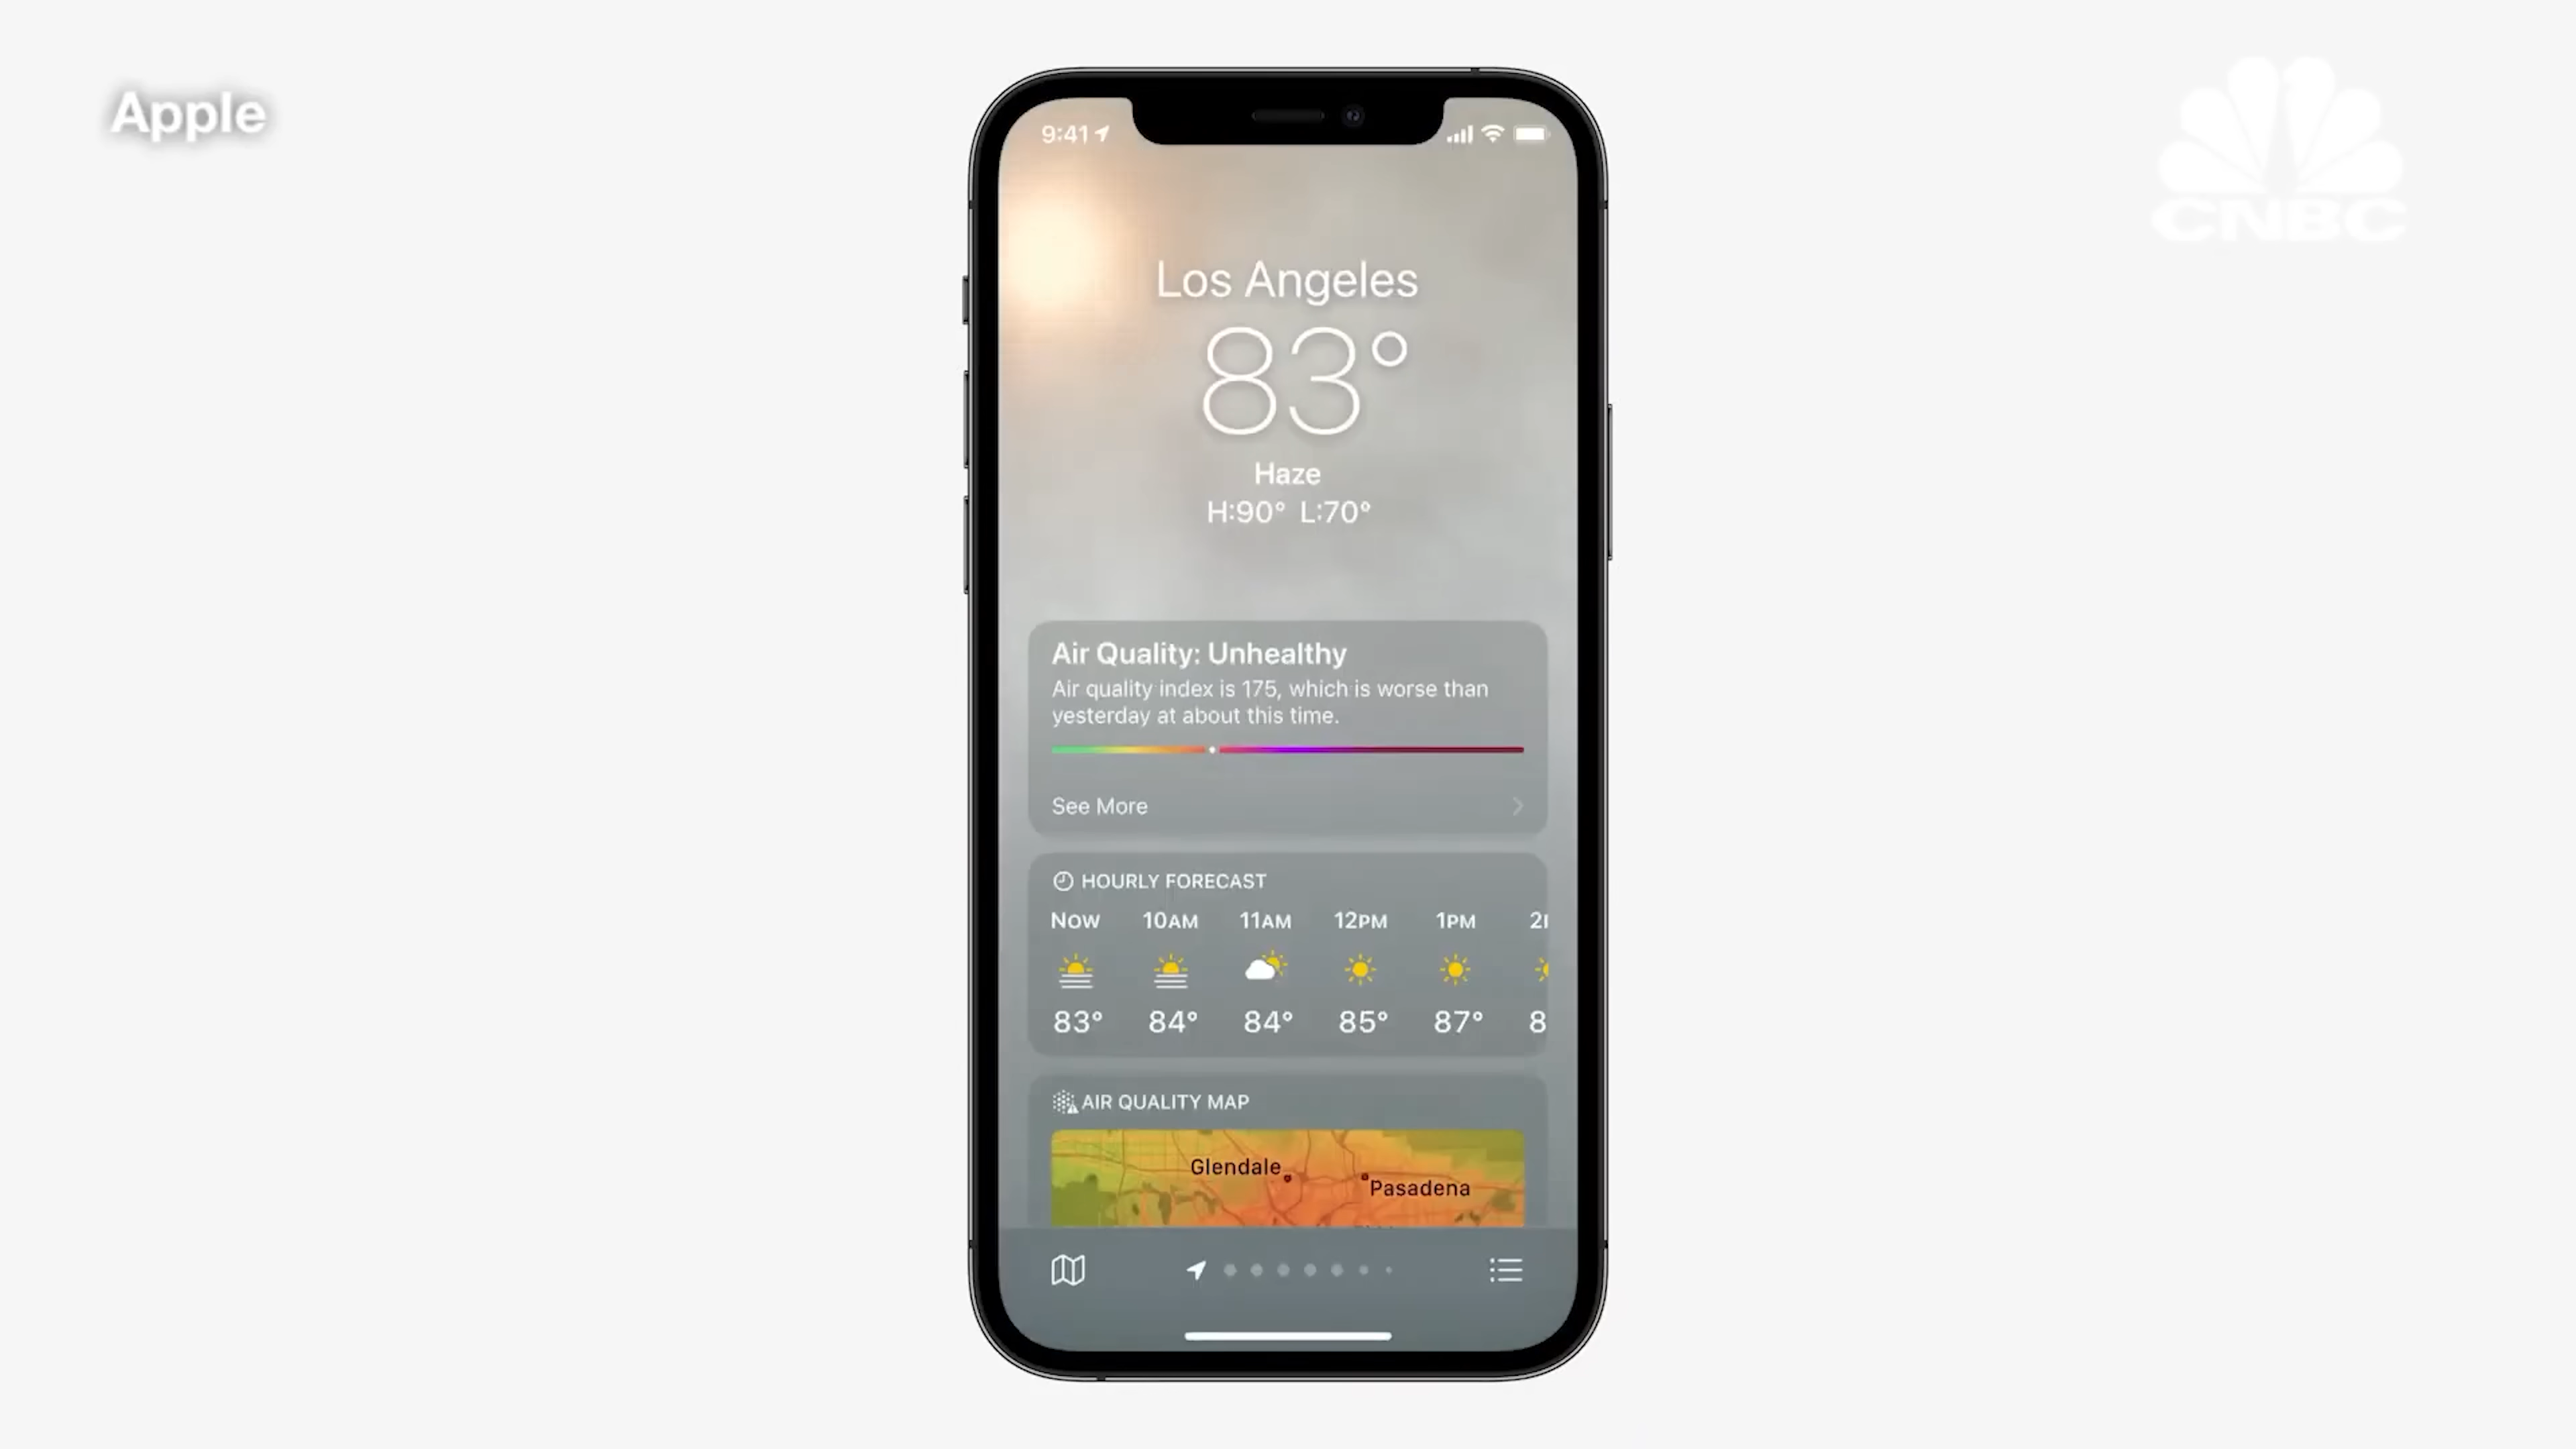 Apple
CNBC
9:41
Los Angeles
83°
Haze
H:90° L:70°
Air Quality: Unhealthy
Air quality index is 175, which is worse than
yesterday at about this time.
See More
HOURLY FORECAST
Now 10AM 11AM 12PM 1PM
83° 84° 84° 85° 87°
AIR QUALITY MAP
Glendale
Pasadena